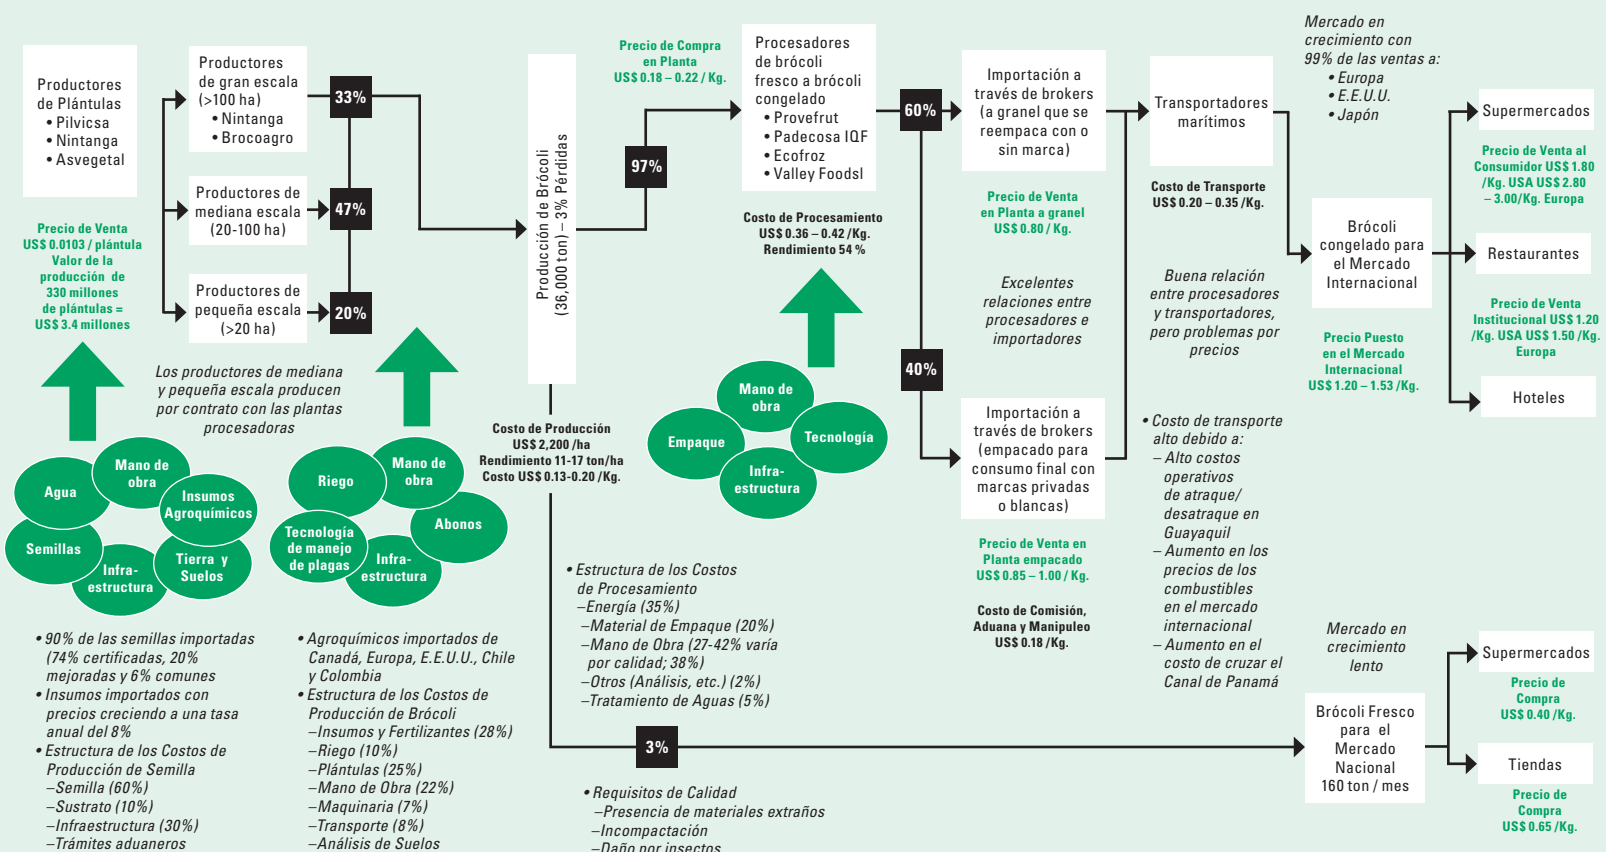 Productores
de Plántulas
• Pilvicsa
• Nintanga
• Asvegetal
Precio de Venta
US$ 0.0103 / plántula
Valor de la
producción de
330 millones
de plántulas =
US$ 3.4 millones
Productores
de gran escala
(>100 ha)
• Nintanga
• Brocoagro
33%
Productores de
mediana escala
(20-100 ha)
47%
Productores de
pequeña escala
(>20 ha)
20%
Los productores de mediana
y pequeña escala producen
por contrato con las plantas
procesadoras
Agua
Mano de
obra
Insumos
Agroquímicos
Semillas
Infra-
estructura
Tierra y
Suelos
Riego
Mano de
obra
Abonos
Tecnología
de manejo
de plagas
Infra-
estructura
• 90% de las semillas importadas
(74% certificadas, 20%
mejoradas y 6% comunes
• Insumos importados con
precios creciendo a una tasa
anual del 8%
• Estructura de los Costos de
Producción de Semilla
–Semilla (60%)
–Sustrato (10%)
–Infraestructura (30%)
–Trámites aduaneros
• Agroquímicos importados de
Canadá, Europa, E.E.U.U., Chile
y Colombia
• Estructura de los Costos de
Producción de Brócoli
–Insumos y Fertilizantes (28%)
–Riego (10%)
–Plántulas (25%)
–Mano de Obra (22%)
–Maquinaria (7%)
–Transporte (8%)
–Análisis de Suelos
Producción de Brócoli
(36,000 ton) – 3% Pérdidas
Costo de Producción
US$ 2,200 /ha
Rendimiento 11-17 ton/ha
Costo US$ 0.13-0.20 /Kg.
Precio de Compra
en Planta
US$ 0.18 – 0.22 / Kg.
97%
Procesadores
de brócoli
fresco a brócoli
congelado
• Provefrut
• Padecosa IQF
• Ecofroz
• Valley Foodsl
Costo de Procesamiento
US$ 0.36 – 0.42 /Kg.
Rendimiento 54 %
Mano de
obra
Empaque
Tecnología
Infra-
estructura
• Estructura de los Costos
de Procesamiento
–Energía (35%)
–Material de Empaque (20%)
–Mano de Obra (27-42% varía
por calidad; 38%)
–Otros (Análisis, etc.) (2%)
–Tratamiento de Aguas (5%)
3%
• Requisitos de Calidad
–Presencia de materiales extraños
–Incompactación
–Daño por insectos
60%
40%
Importación a
través de brokers
(a granel que se
reempaca con o
sin marca)
Precio de Venta
en Planta a granel
US$ 0.80 / Kg.
Excelentes
relaciones entre
procesadores e
importadores
Importación a
través de brokers
(empacado para
consumo final con
marcas privadas
o blancas)
Precio de Venta en
Planta empacado
US$ 0.85 – 1.00 / Kg.
Costo de Comisión,
Aduana y Manipuleo
US$ 0.18 /Kg.
Transportadores
marítimos
Costo de Transporte
US$ 0.20 – 0.35 /Kg.
Buena relación
entre procesadores
y transportadores,
pero problemas por
precios
• Costo de transporte
alto debido a:
– Alto costos
operativos
de atraque/
desatraque en
Guayaquil
– Aumento en los
precios de los
combustibles
en el mercado
internacional
– Aumento en el
costo de cruzar el
Canal de Panamá
Mercado en
crecimiento con
99% de las ventas a:
• Europa
• E.E.U.U.
• Japón
Brócoli
congelado para
el Mercado
Internacional
Precio Puesto
en el Mercado
Internacional
US$ 1.20 – 1.53 /Kg.
Supermercados
Precio de Venta al
Consumidor US$ 1.80
/Kg. USA US$ 2.80
– 3.00/Kg. Europa
Restaurantes
Precio de Venta
Institucional US$ 1.20
/Kg. USA US$ 1.50 /Kg.
Europa
Hoteles
Mercado en
crecimiento
lento
Brócoli Fresco
para el
Mercado
Nacional
160 ton / mes
Supermercados
Precio de
Compra
US$ 0.40 /Kg.
Tiendas
Precio de
Compra
US$ 0.65 /Kg.